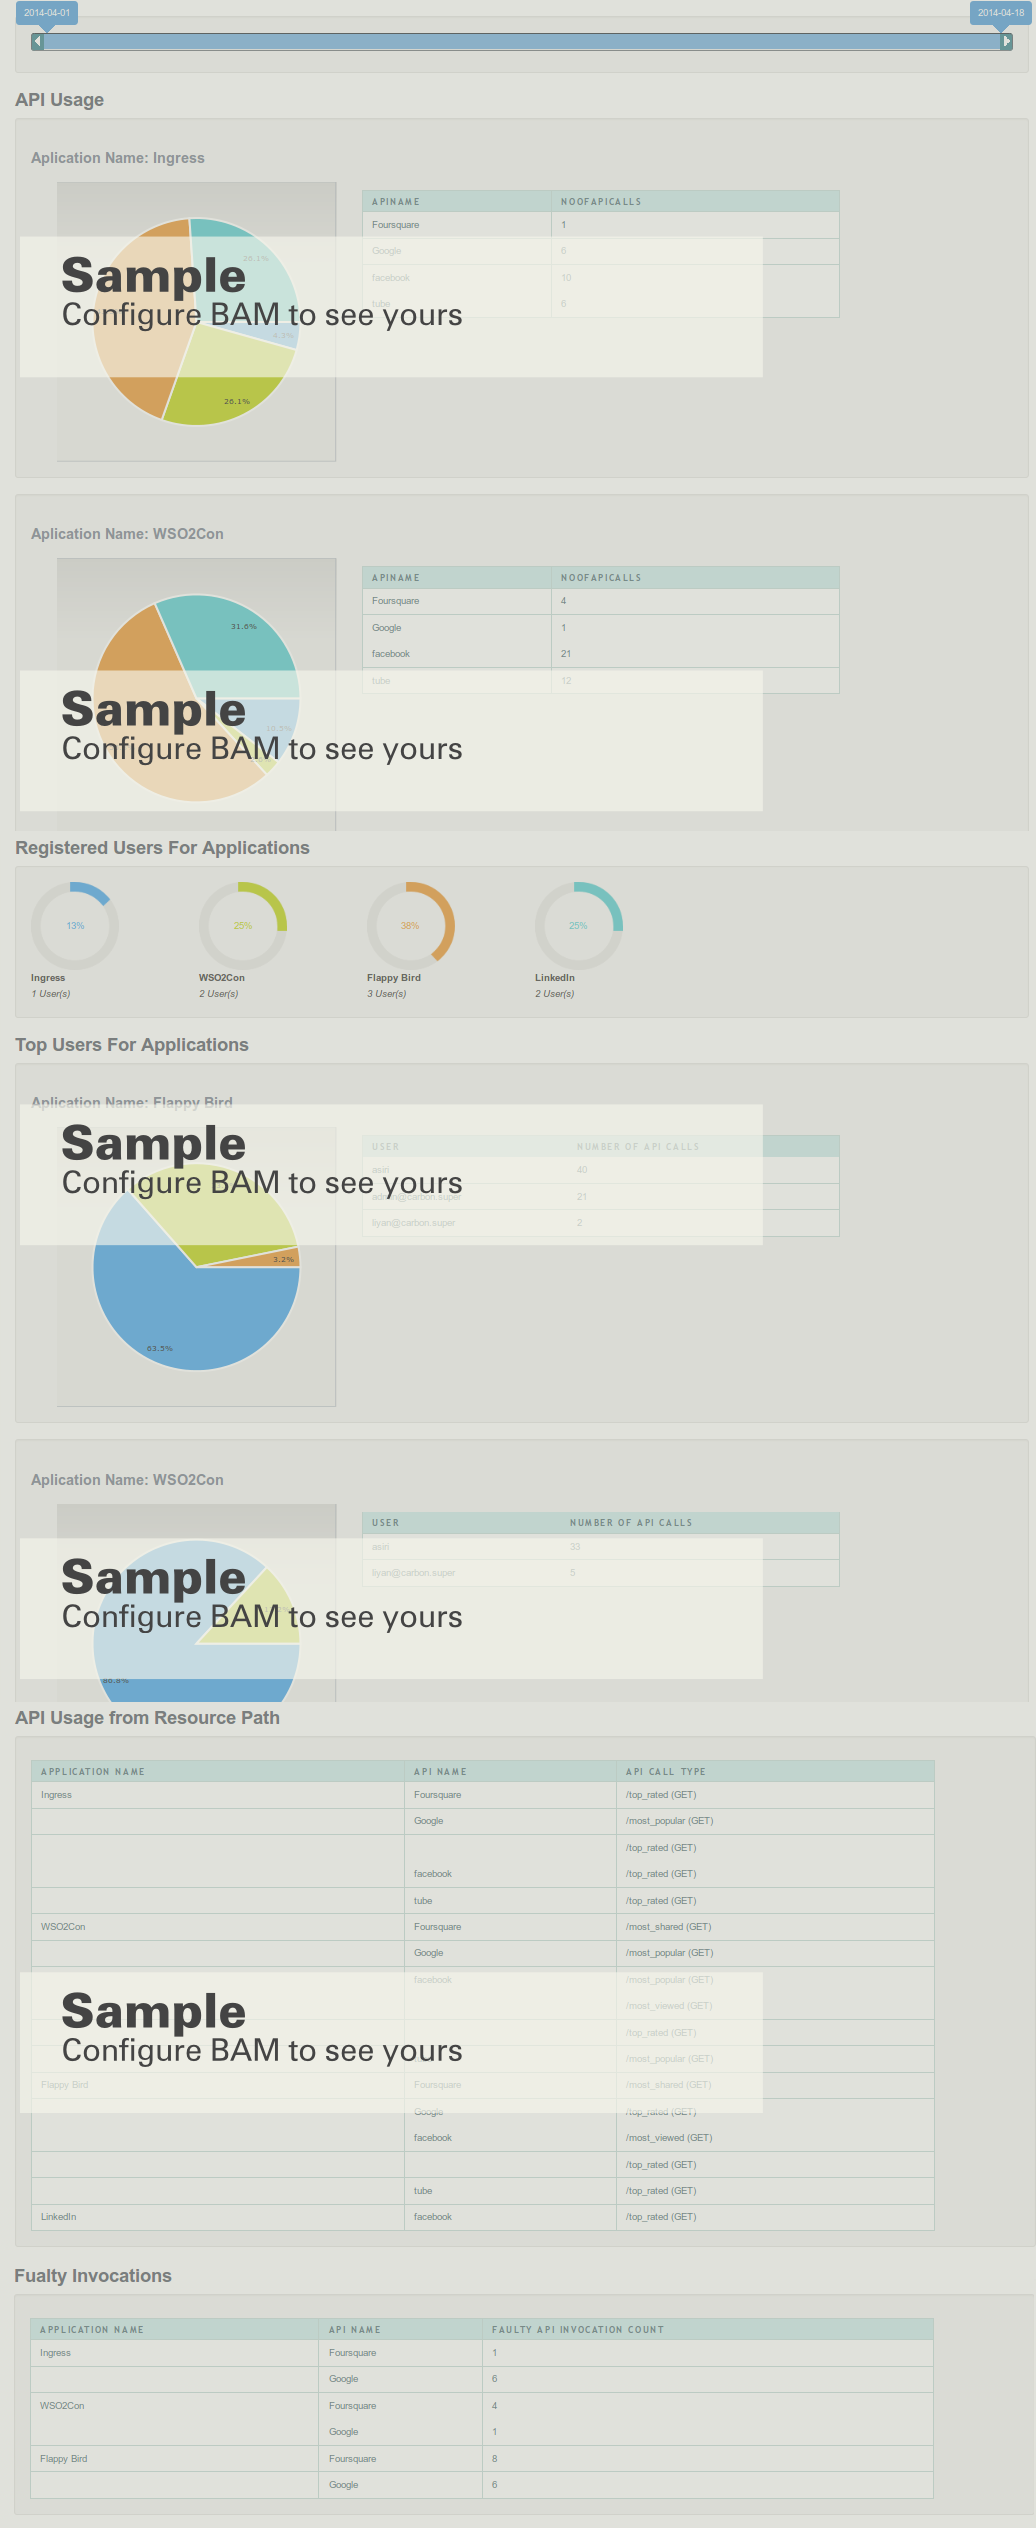 2014-04-01 2014-04-18
API Usage
Aplication Name: Ingress
APINAME NOOFAPICALLS
Foursquare 1
Google 6
facebook 10
tube 6
26.1%
4.3%
26.1%
Sample
Configure BAM to see yours
Aplication Name: WSO2Con
APINAME NOOFAPICALLS
Foursquare 4
Google 1
facebook 21
tube 12
31.6%
10.5%
Sample
Configure BAM to see yours
Registered Users For Applications
13% 25% 38% 25%
Ingress WSO2Con Flappy Bird LinkedIn
1 User(s) 2 User(s) 3 User(s) 2 User(s)
Top Users For Applications
Aplication Name: Flappy Bird
USER NUMBER OF API CALLS
asiri 40
admin@carbon.super 21
liyan@carbon.super 2
Sample
Configure BAM to see yours
3.2%
63.5%
Aplication Name: WSO2Con
USER NUMBER OF API CALLS
asiri 33
liyan@carbon.super 5
Sample
Configure BAM to see yours
86.8%
API Usage from Resource Path
APPLICATION NAME API NAME API CALL TYPE
Ingress Foursquare /top_rated (GET)
Google /most_popular (GET)
/top_rated (GET)
facebook /top_rated (GET)
tube /top_rated (GET)
WSO2Con Foursquare /most_shared (GET)
Google /most_popular (GET)
facebook /most_popular (GET)
/most_viewed (GET)
/top_rated (GET)
/most_popular (GET)
Sample
Configure BAM to see yours
Flappy Bird Foursquare /most_shared (GET)
Google /top_rated (GET)
facebook /most_viewed (GET)
/top_rated (GET)
tube /top_rated (GET)
LinkedIn facebook /top_rated (GET)
Fualty Invocations
APPLICATION NAME API NAME FAULTY API INVOCATION COUNT
Ingress Foursquare 1
Google 6
WSO2Con Foursquare 4
Google 1
Flappy Bird Foursquare 8
Google 6